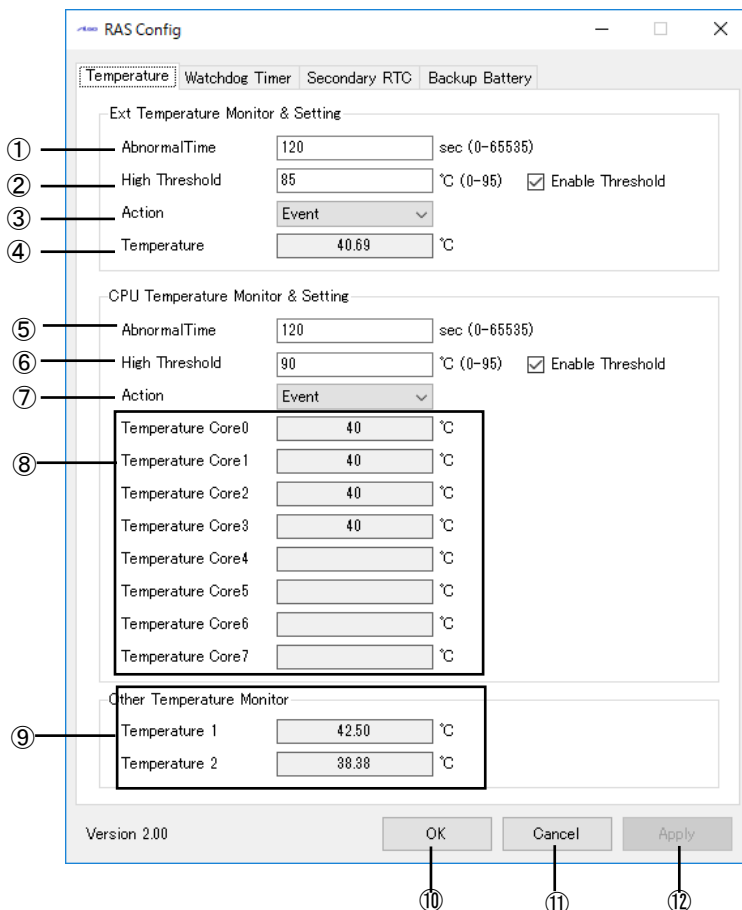 RAS Config
Temperature Watchdog Timer Secondary RTC Backup Battery
Ext Temperature Monitor & Setting
① AbnormalTime 120 sec (0-65535)
② High Threshold 85 ℃ (0-95) Enable Threshold
③ Action Event
④ Temperature 40.69 ℃
CPU Temperature Monitor & Setting
⑤ AbnormalTime 120 sec (0-65535)
⑥ High Threshold 90 ℃ (0-95) Enable Threshold
⑦ Action Event
Temperature Core0 40 ℃
⑧ Temperature Core1 40 ℃
Temperature Core2 40 ℃
Temperature Core3 40 ℃
Temperature Core4 ℃
Temperature Core5 ℃
Temperature Core6 ℃
Temperature Core7 ℃
Other Temperature Monitor
⑨ Temperature 1 42.50 ℃
Temperature 2 38.38 ℃
Version 2.00 OK Cancel Apply
⑩ ⑪ ⑫